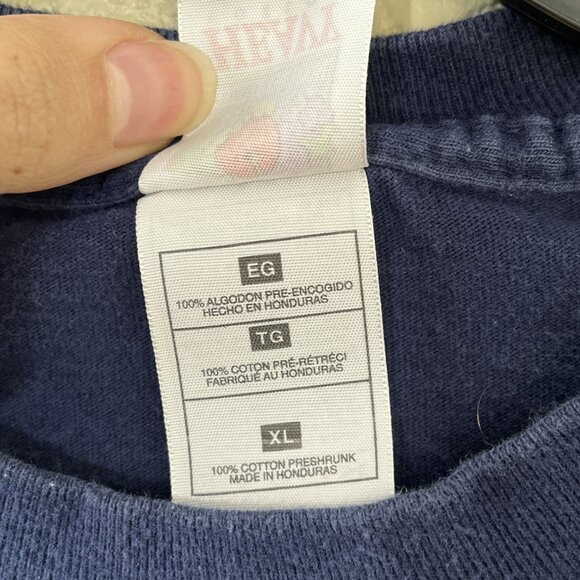 HEAVY
EG
100% ALGODON PRE-ENCOGIDO
HECHO EN HONDURAS
TG
100% COTON PRÉ-RÉTRÉCI
FABRIQUÉ AU HONDURAS
XL
100% COTTON PRESHRUNK
MADE IN HONDURAS